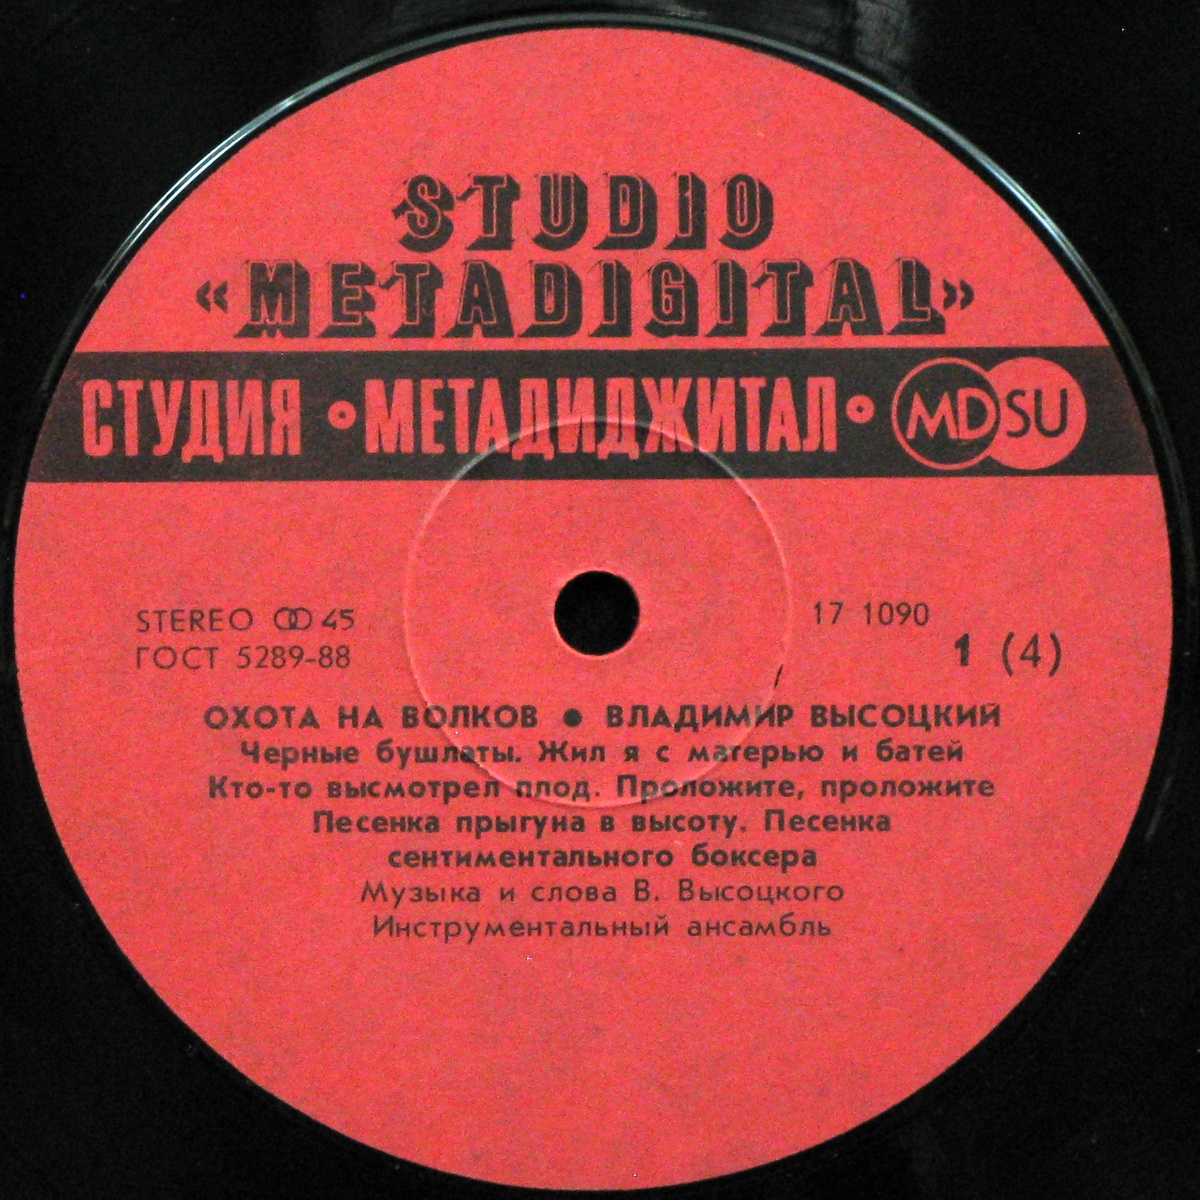 STUDIO
«METADIGITAL»
СТУДИЯ •МЕТАДИДЖИТАЛ• MD SU
STEREO 45
ГОСТ 5289-88
17 1090
1 (4)
ОХОТА НА ВОЛКОВ ● ВЛАДИМИР ВЫСОЦКИЙ
Черные бушлаты. Жил я с матерью и батей
Кто-то высмотрел плод. Проложите, проложите
Песенка прыгуна в высоту. Песенка
сентиментального боксера
Музыка и слова В. Высоцкого
Инструментальный ансамбль